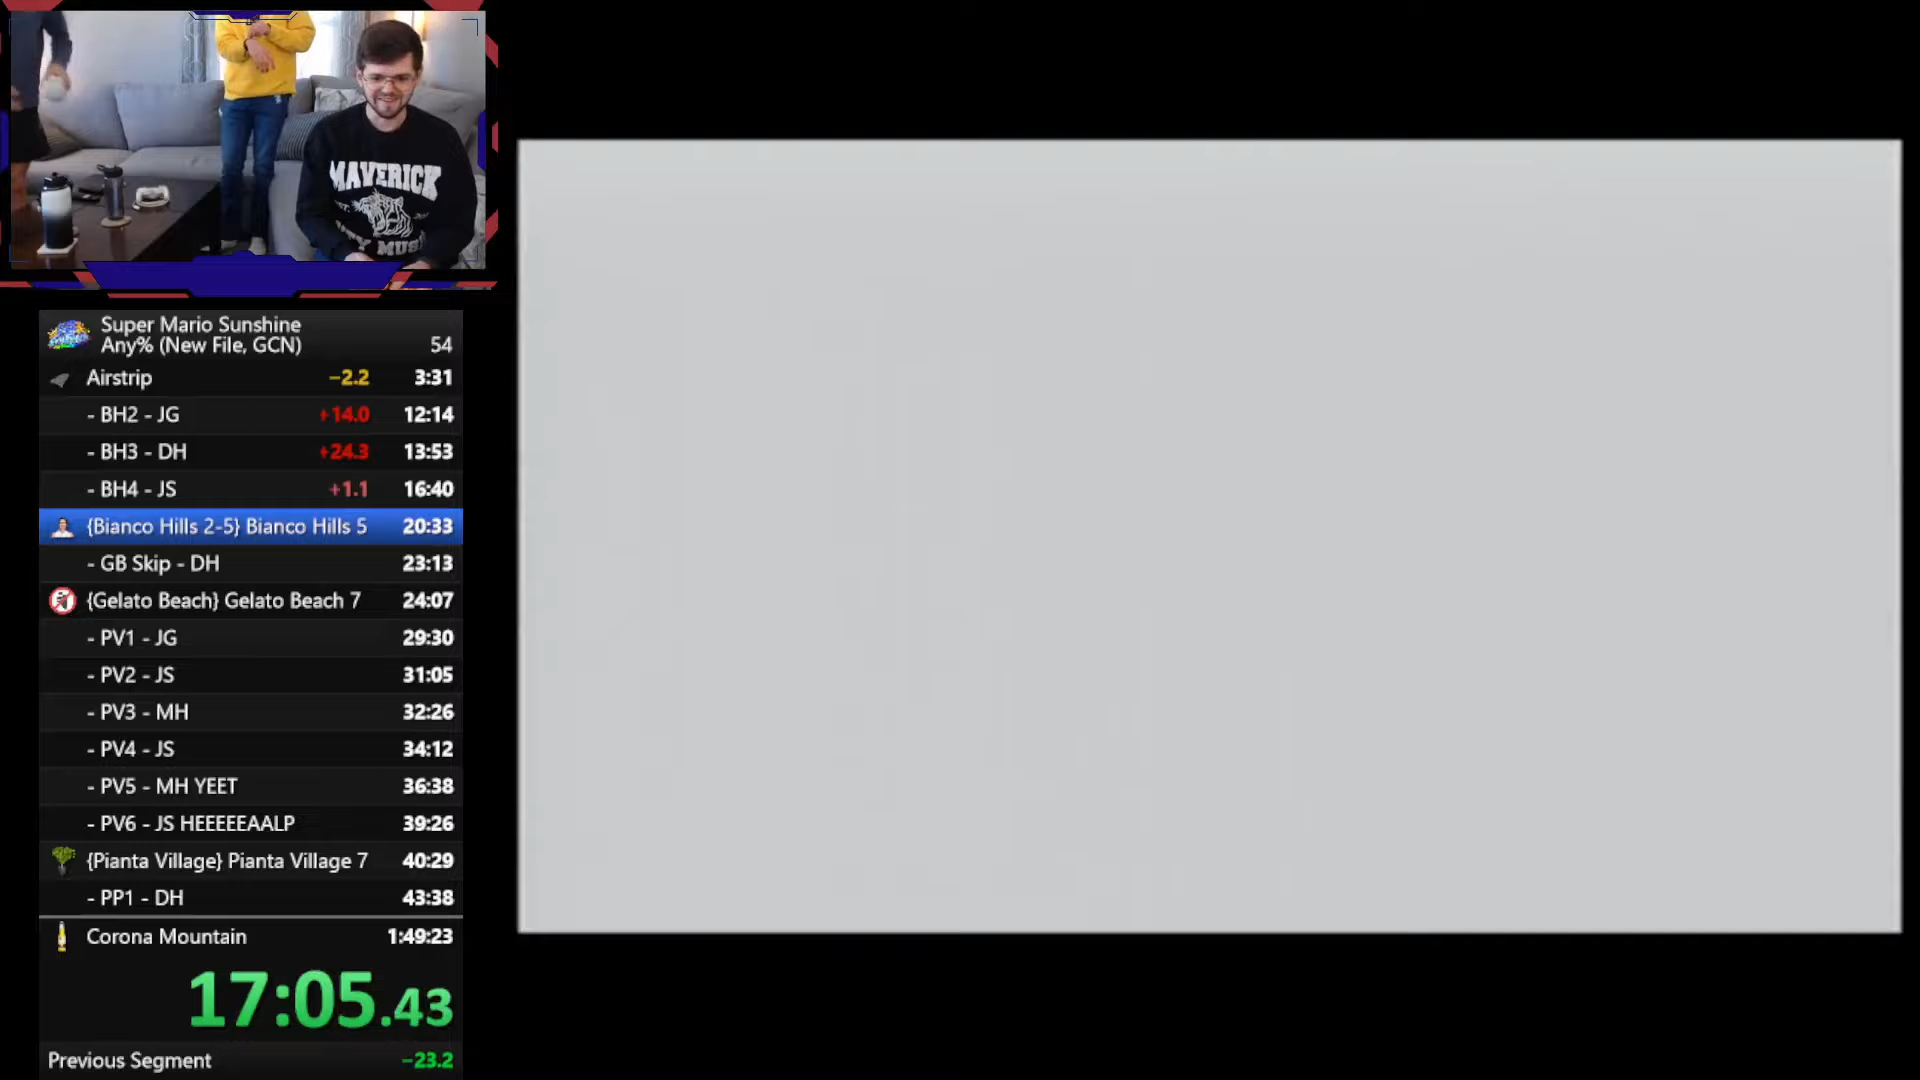 MAVERICK
CITY MUSIC
Super Mario Sunshine
Any% (New File, GCN)
54
Airstrip -2.2 3:31
- BH2 - JG +14.0 12:14
- BH3 - DH +24.3 13:53
- BH4 - JS +1.1 16:40
{Bianco Hills 2-5} Bianco Hills 5 20:33
- GB Skip - DH 23:13
{Gelato Beach} Gelato Beach 7 24:07
- PV1 - JG 29:30
- PV2 - JS 31:05
- PV3 - MH 32:26
- PV4 - JS 34:12
- PV5 - MH YEET 36:38
- PV6 - JS HEEEEEAALP 39:26
{Pianta Village} Pianta Village 7 40:29
- PP1 - DH 43:38
Corona Mountain 1:49:23
17:05.43
Previous Segment -23.2